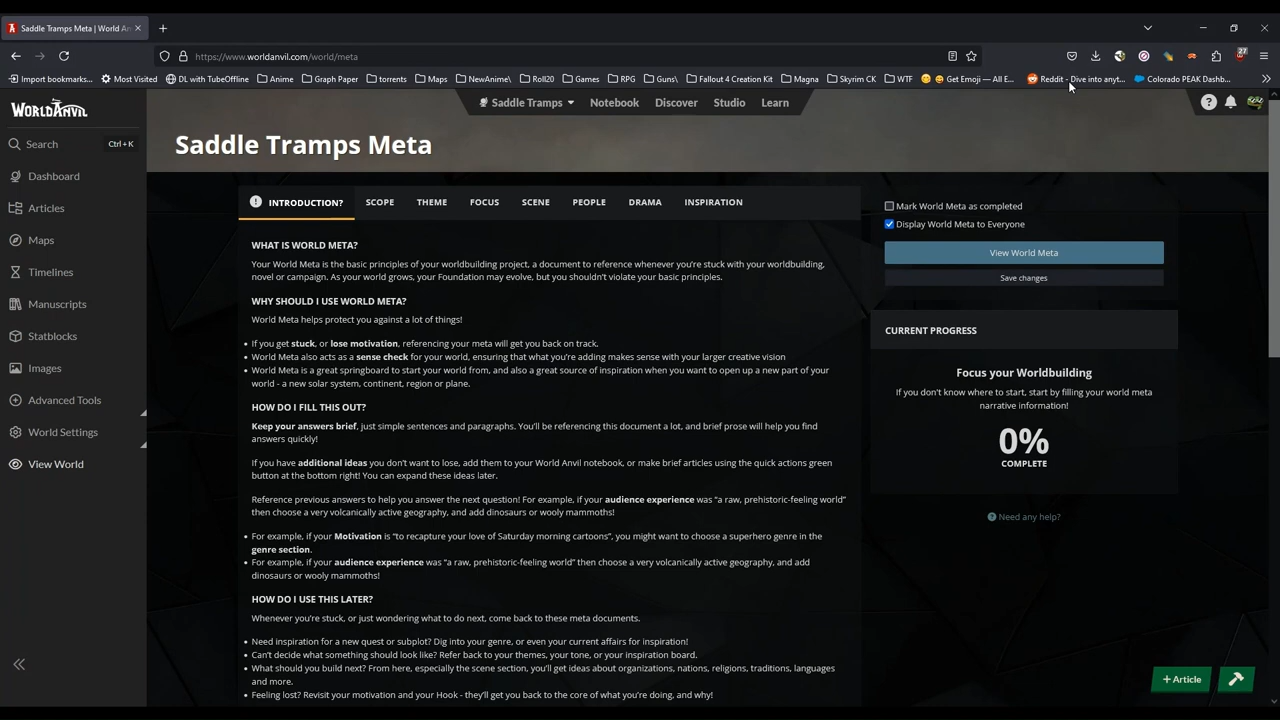 Saddle Tramps Meta | World An
https://www.worldanvil.com/world/meta
27
Import bookmarks...
Most Visited
DL with TubeOffline
Anime
Graph Paper
torrents
Maps
NewAnime\
Roll20
Games
RPG
Guns\
Fallout 4 Creation Kit
Magna
Skyrim CK
WTF
Get Emoji — All E...
Reddit - Dive into anyt...
Colorado PEAK Dashb...
WORLDANVIL
Saddle Tramps
Notebook
Discover
Studio
Learn
Search
Ctrl + K
Dashboard
Articles
Maps
Timelines
Manuscripts
Statblocks
Images
Advanced Tools
World Settings
View World
Saddle Tramps Meta
INTRODUCTION?
SCOPE
THEME
FOCUS
SCENE
PEOPLE
DRAMA
INSPIRATION
WHAT IS WORLD META?
Your World Meta is the basic principles of your worldbuilding project, a document to reference whenever you're stuck with your worldbuilding,
novel or campaign. As your world grows, your Foundation may evolve, but you shouldn't violate your basic principles.
WHY SHOULD I USE WORLD META?
World Meta helps protect you against a lot of things!
If you get stuck, or lose motivation, referencing your meta will get you back on track.
World Meta also acts as a sense check for your world, ensuring that what you're adding makes sense with your larger creative vision
World Meta is a great springboard to start your world from, and also a great source of inspiration when you want to open up a new part of your
world - a new solar system, continent, region or plane.
HOW DO I FILL THIS OUT?
Keep your answers brief, just simple sentences and paragraphs. You'll be referencing this document a lot, and brief prose will help you find
answers quickly!
If you have additional ideas you don't want to lose, add them to your World Anvil notebook, or make brief articles using the quick actions green
button at the bottom right! You can expand these ideas later.
Reference previous answers to help you answer the next question! For example, if your audience experience was "a raw, prehistoric-feeling world"
then choose a very volcanically active geography, and add dinosaurs or wooly mammoths!
For example, if your Motivation is "to recapture your love of Saturday morning cartoons", you might want to choose a superhero genre in the
genre section.
For example, if your audience experience was "a raw, prehistoric-feeling world" then choose a very volcanically active geography, and add
dinosaurs or wooly mammoths!
HOW DO I USE THIS LATER?
Whenever you're stuck, or just wondering what to do next, come back to these meta documents.
Need inspiration for a new quest or subplot? Dig into your genre, or even your current affairs for inspiration!
Can't decide what something should look like? Refer back to your themes, your tone, or your inspiration board.
What should you build next? From here, especially the scene section, you'll get ideas about organizations, nations, religions, traditions, languages
and more.
Feeling lost? Revisit your motivation and your Hook - they'll get you back to the core of what you're doing, and why!
Mark World Meta as completed
Display World Meta to Everyone
View World Meta
Save changes
CURRENT PROGRESS
Focus your Worldbuilding
If you don't know where to start, start by filling your world meta
narrative information!
0%
COMPLETE
Need any help?
+ Article